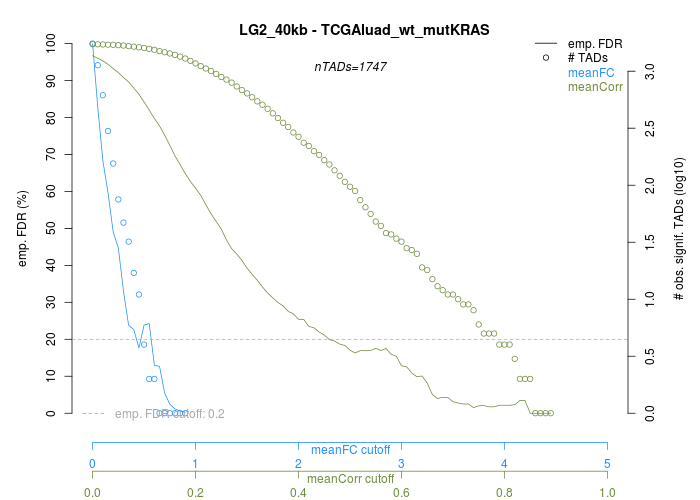 LG2_40kb - TCGAluad_wt_mutKRAS
nTADs=1747
emp. FDR
# TADs
meanFC
meanCorr
emp. FDR (%)
100
90
80
70
60
50
40
30
20
10
0
3.0
2.5
2.0
1.5
1.0
0.5
0.0
# obs. signif. TADs (log10)
emp. FDR cutoff: 0.2
meanFC cutoff
0 1 2 3 4 5
meanCorr cutoff
0.0 0.2 0.4 0.6 0.8 1.0